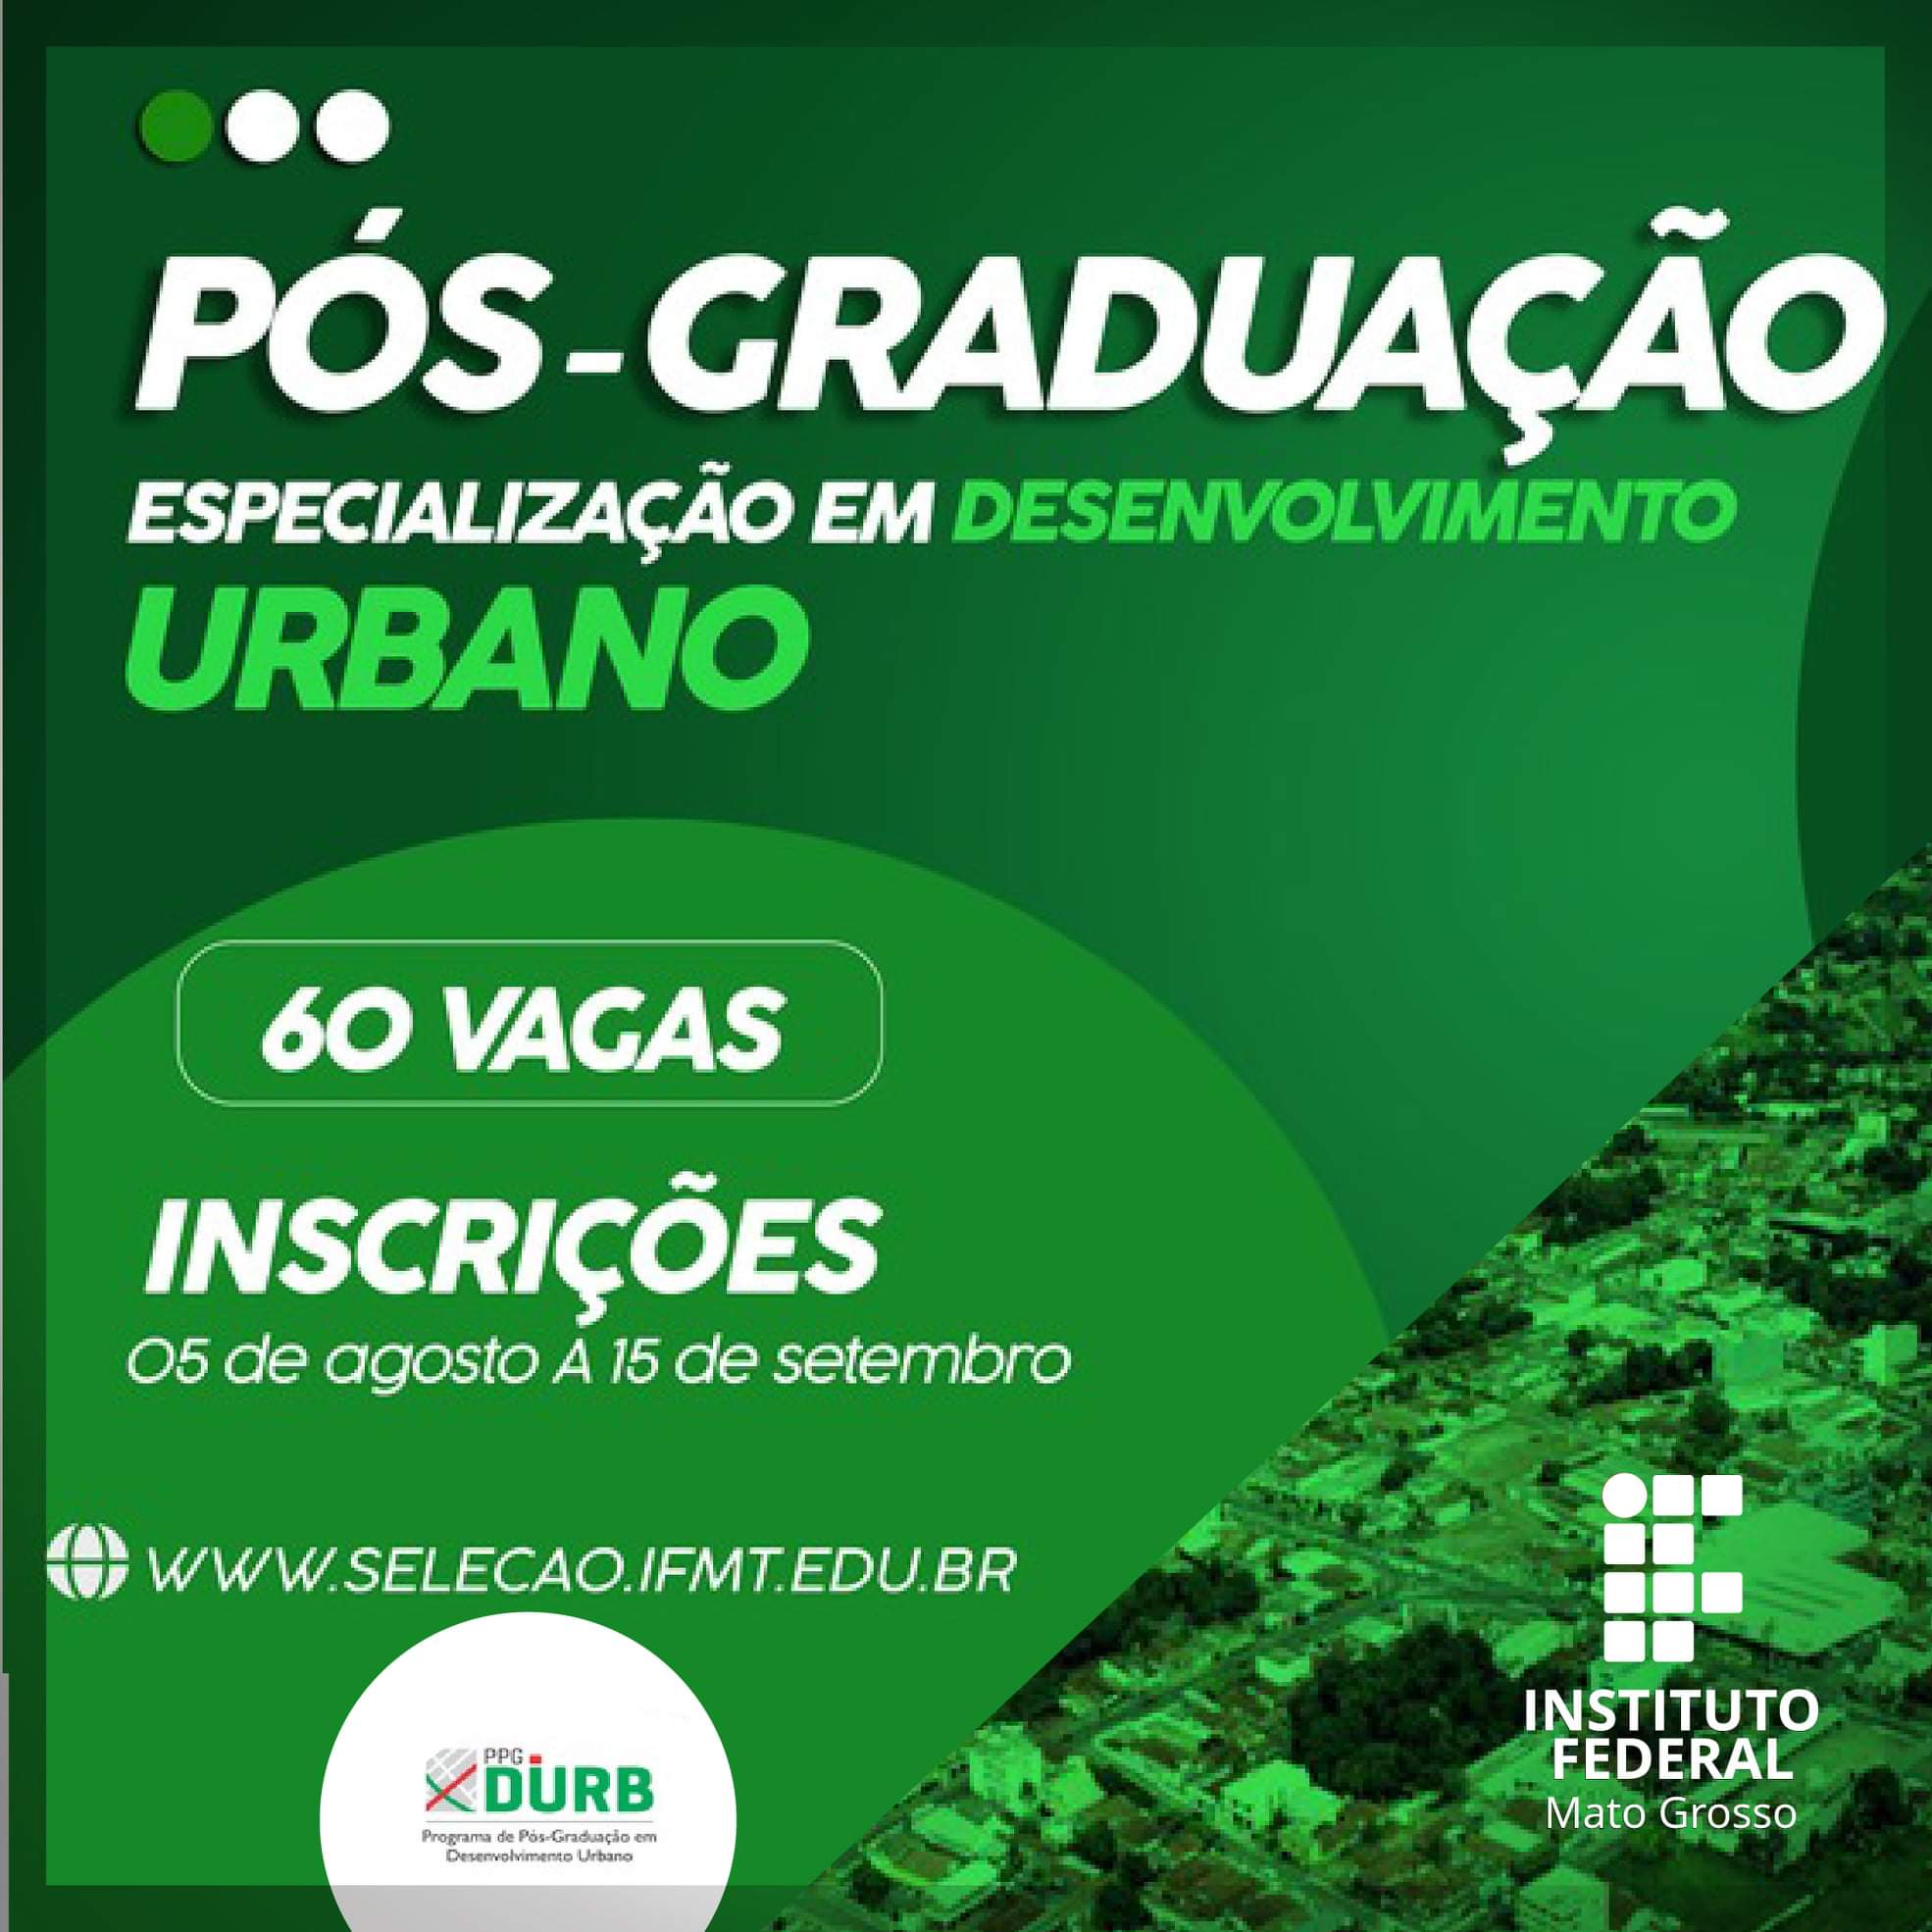 PÓS-GRADUAÇÃO
ESPECIALIZAÇÃO EM DESENVOLVIMENTO
URBANO
60 VAGAS
INSCRIÇÕES
05 de agosto A 15 de setembro
WWW.SELECAO.IFMT.EDU.BR
PPG
DURB
Programa de Pós-Graduação em
Desenvolvimento Urbano
INSTITUTO
FEDERAL
Mato Grosso